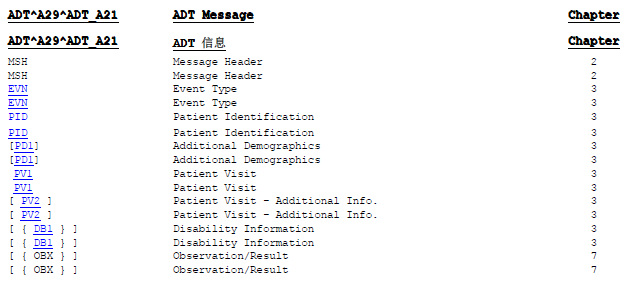 ADT^A29^ADT_A21 ADT Message Chapter
ADT^A29^ADT_A21 ADT 信息 Chapter
MSH Message Header 2
MSH Message Header 2
EVN Event Type 3
EVN Event Type 3
PID Patient Identification 3
PID Patient Identification 3
[PD1] Additional Demographics 3
[PD1] Additional Demographics 3
PV1 Patient Visit 3
PV1 Patient Visit 3
[ PV2 ] Patient Visit - Additional Info. 3
[ PV2 ] Patient Visit - Additional Info. 3
[ { DB1 } ] Disability Information 3
[ { DB1 } ] Disability Information 3
[ { OBX } ] Observation/Result 7
[ { OBX } ] Observation/Result 7